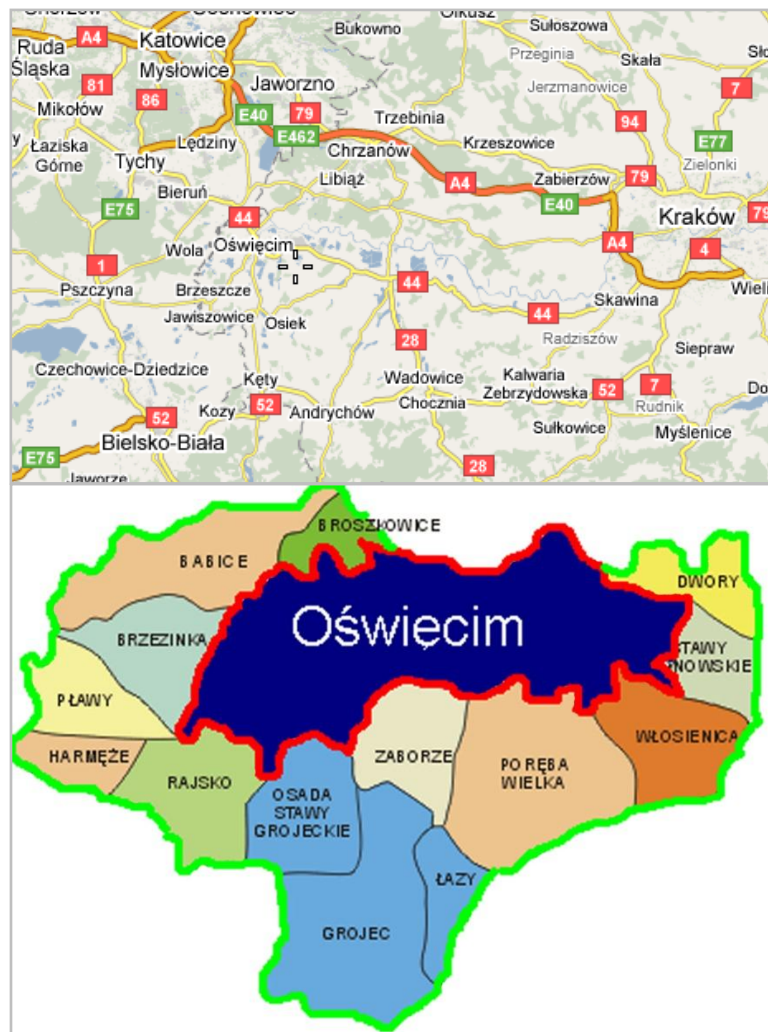 Ruda
Śląska
A4
Katowice
Bukowno
Sułoszowa
Przeginia
Skała
Mysłowice
81
86
Jaworzno
Jerzmanowice
7
Mikołów
E40
79
E462
Trzebinia
94
Łaziska
Górne
Lędziny
Tychy
Chrzanów
Krzeszowice
E77
Zielonki
Bieruń
Libiąż
A4
Zabierzów
79
E75
44
E40
Kraków
79
Wola
Oświęcim
A4
4
1
Pszczyna
Brzeszcze
44
Skawina
Jawiszowice
Osiek
44
Radziszów
28
Siepraw
Czechowice-Dziedzice
Kęty
Wadowice
Kalwaria
Zebrzydowska
7
52
Kozy
52
Andrychów
Chocznia
52
Rudnik
Bielsko-Biała
Sułkowice
Myślenice
E75
28
Jaworze
BROSZKOWICE
BABICE
DWORY
BRZEZINKA
Oświęcim
PŁAWY
HARMĘŻE
RAJSKO
ZABORZE
WŁOSIENICA
PORĘBA
WIELKA
OSADA
STAWY
GROJECKIE
ŁAZY
GROJEC